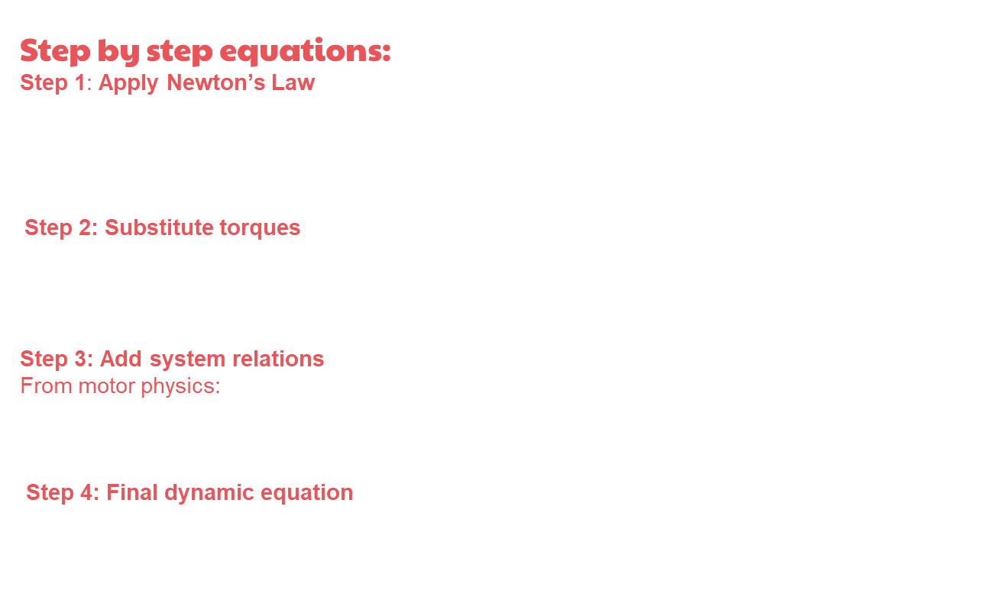 Step by step equations:
Step 1: Apply Newton’s Law
Step 2: Substitute torques
Step 3: Add system relations
From motor physics:
Step 4: Final dynamic equation